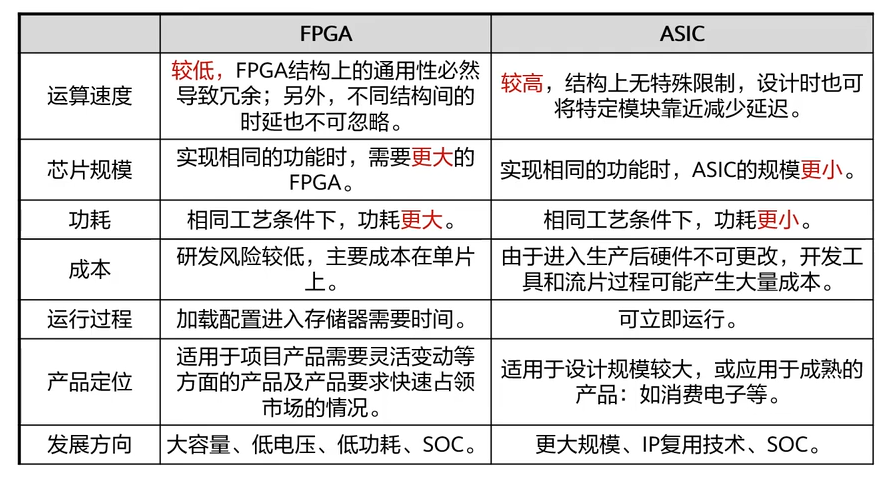 FPGA
ASIC
运算速度
较低，FPGA结构上的通用性必然
导致冗余；另外，不同结构间的
时延也不可忽略。
较高，结构上无特殊限制，设计时也可
将特定模块靠近减少延迟。
芯片规模
实现相同的功能时，需要更大的
FPGA。
实现相同的功能时，ASIC的规模更小。
功耗
相同工艺条件下，功耗更大。
相同工艺条件下，功耗更小。
成本
研发风险较低，主要成本在单片
上。
由于进入生产后硬件不可更改，开发工
具和流片过程可能产生大量成本。
运行过程
加载配置进入存储器需要时间。
可立即运行。
产品定位
适用于项目产品需要灵活变动等
方面的产品及产品要求快速占领
市场的情况。
适用于设计规模较大，或应用于成熟的
产品：如消费电子等。
发展方向
大容量、低电压、低功耗、SOC。
更大规模、IP复用技术、SOC。